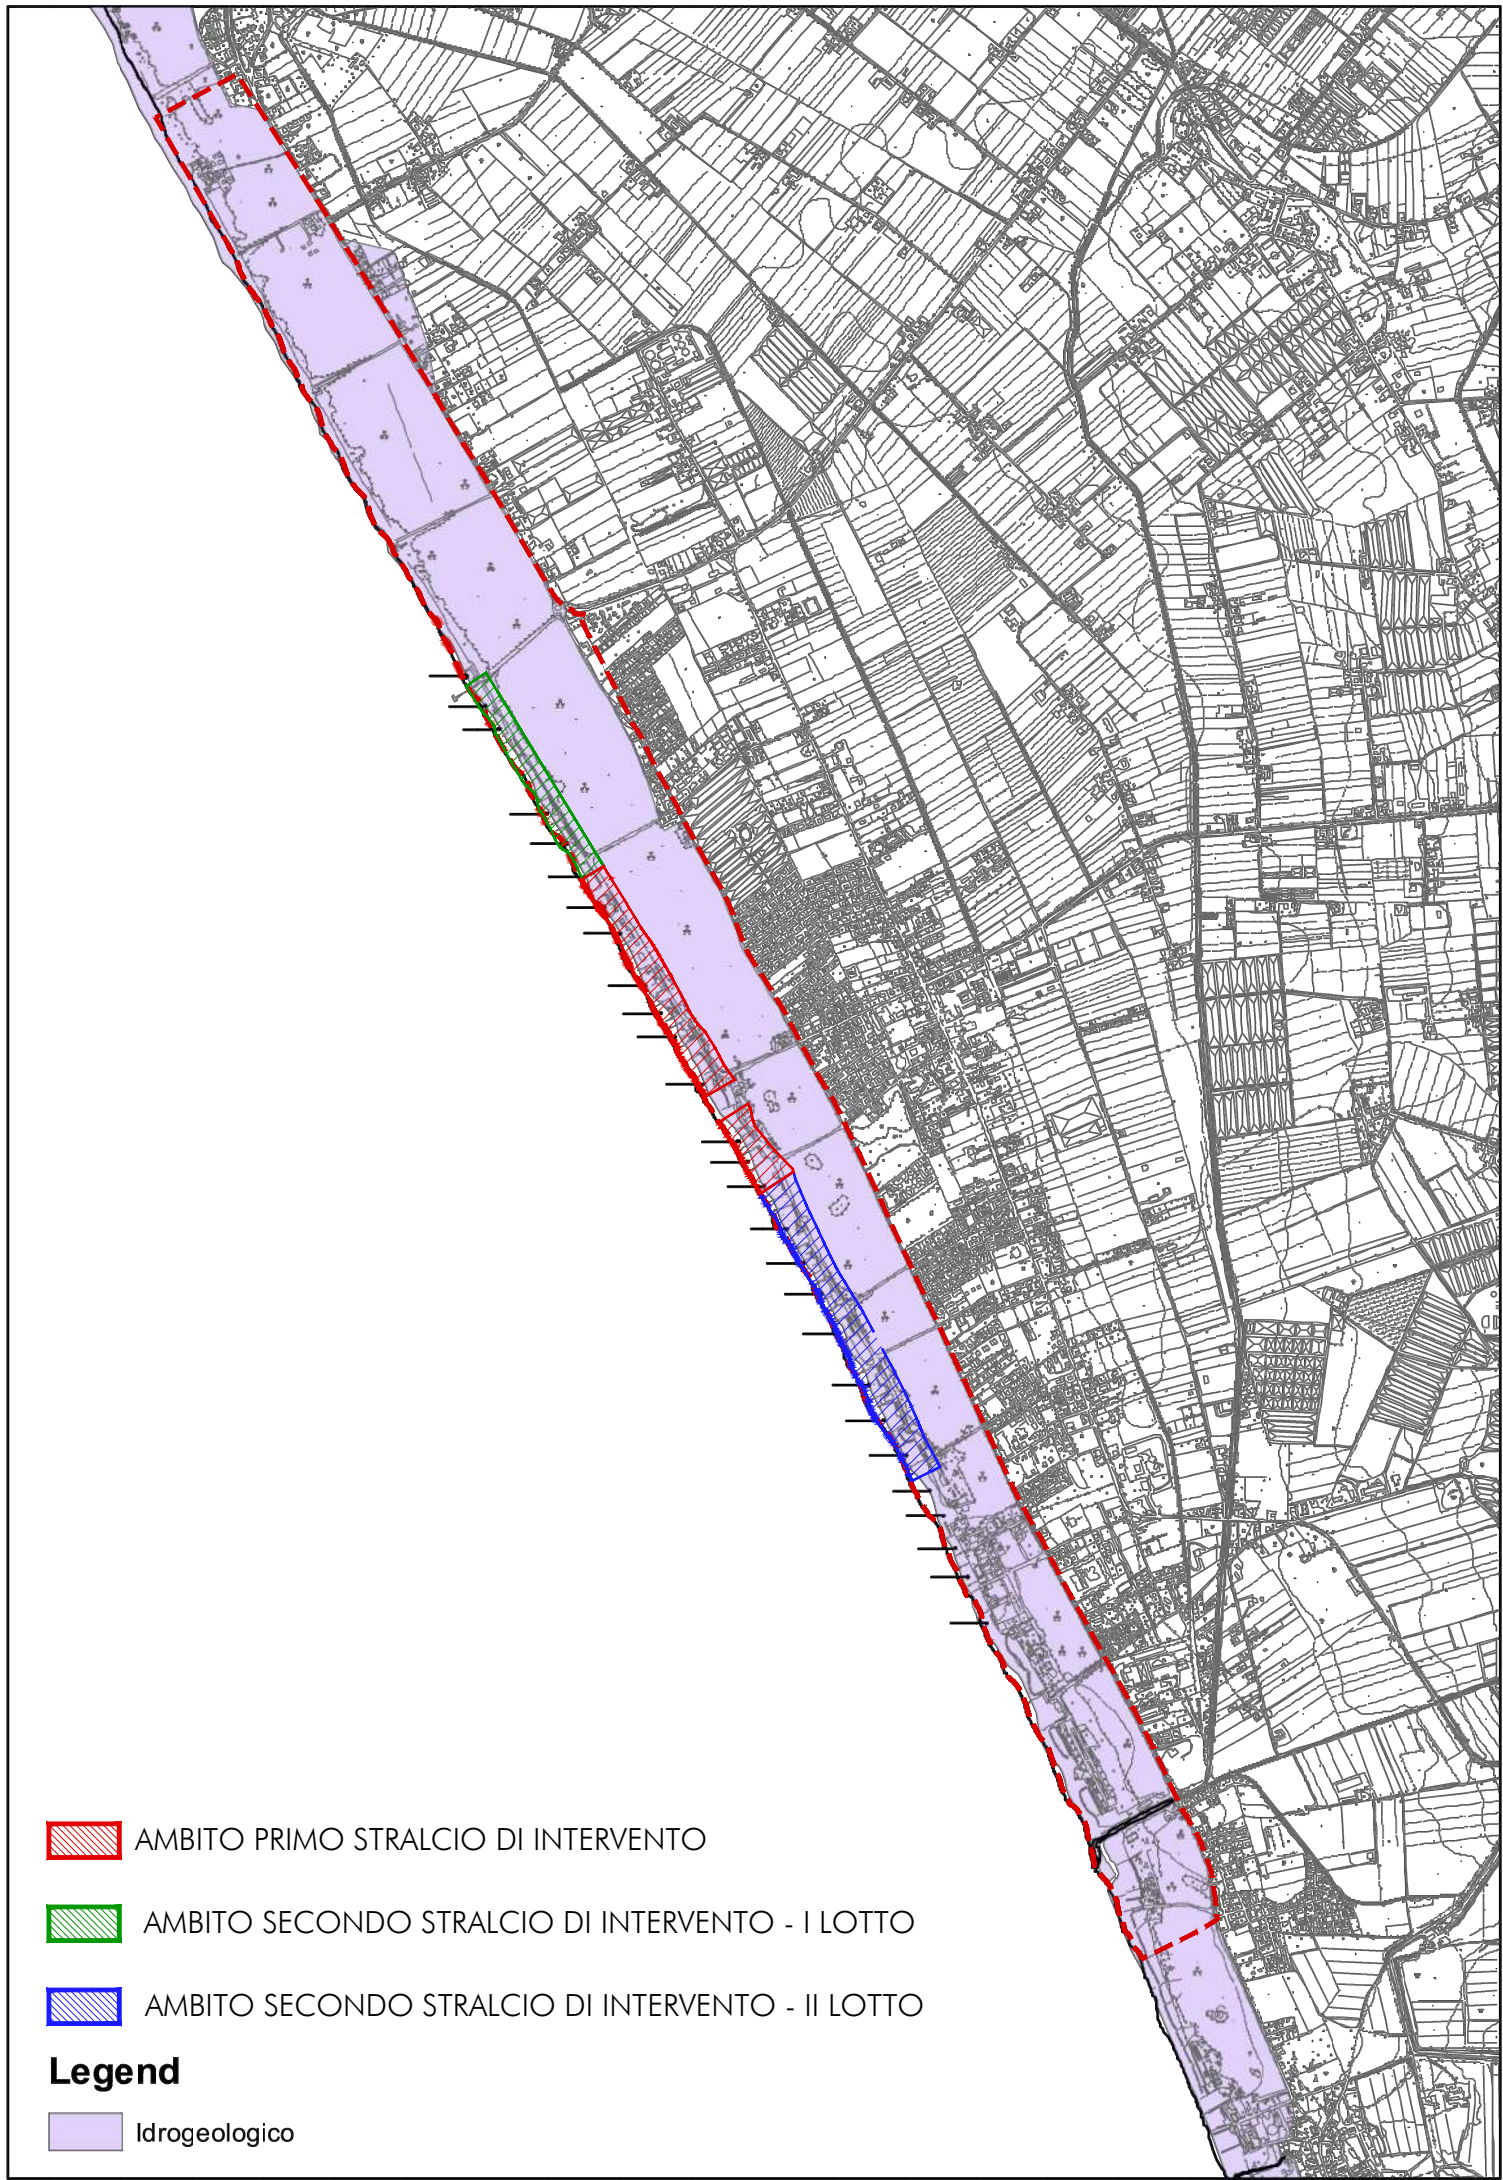 AMBITO PRIMO STRALCIO DI INTERVENTO
AMBITO SECONDO STRALCIO DI INTERVENTO - I LOTTO
AMBITO SECONDO STRALCIO DI INTERVENTO - II LOTTO
Legend
Idrogeologico